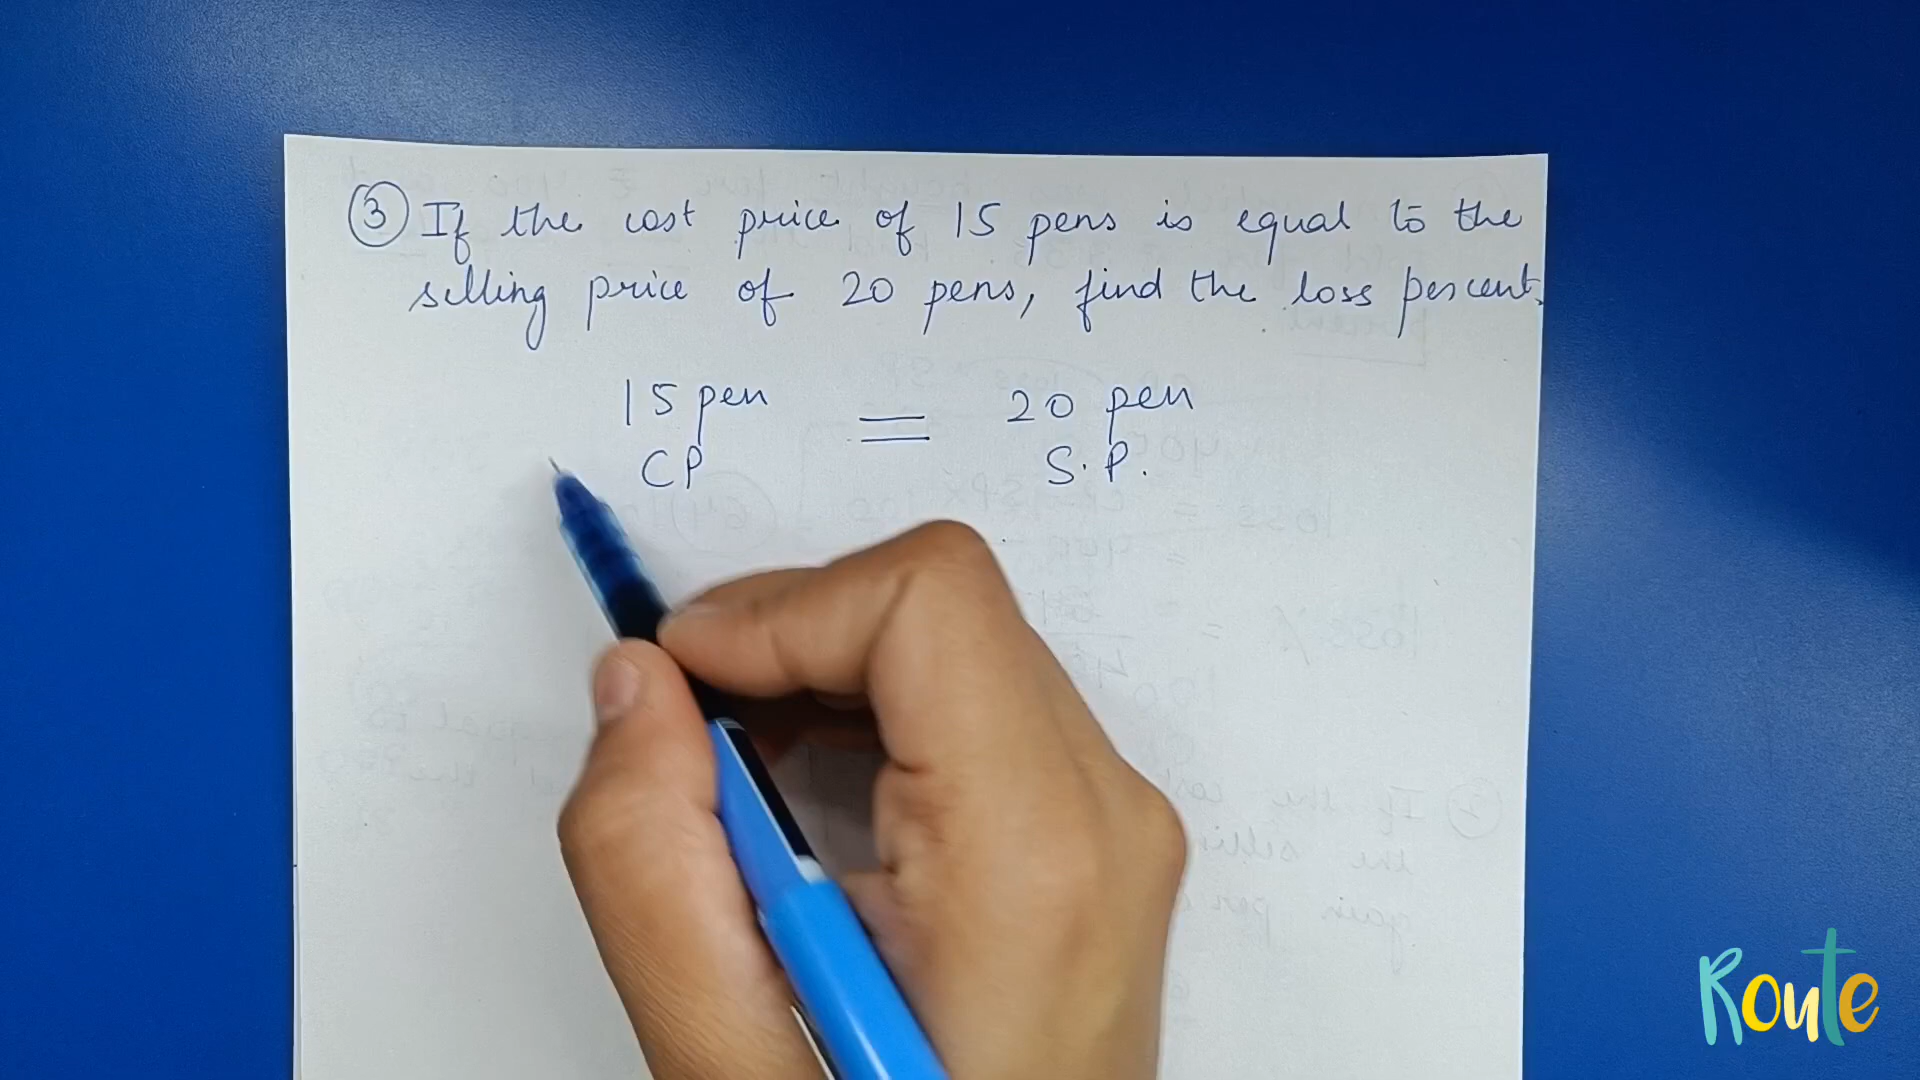 ③ If the cost price of 15 pens is equal to the
selling price of 20 pens, find the loss percent.
15 pen = 20 pen
CP S.P.
Route